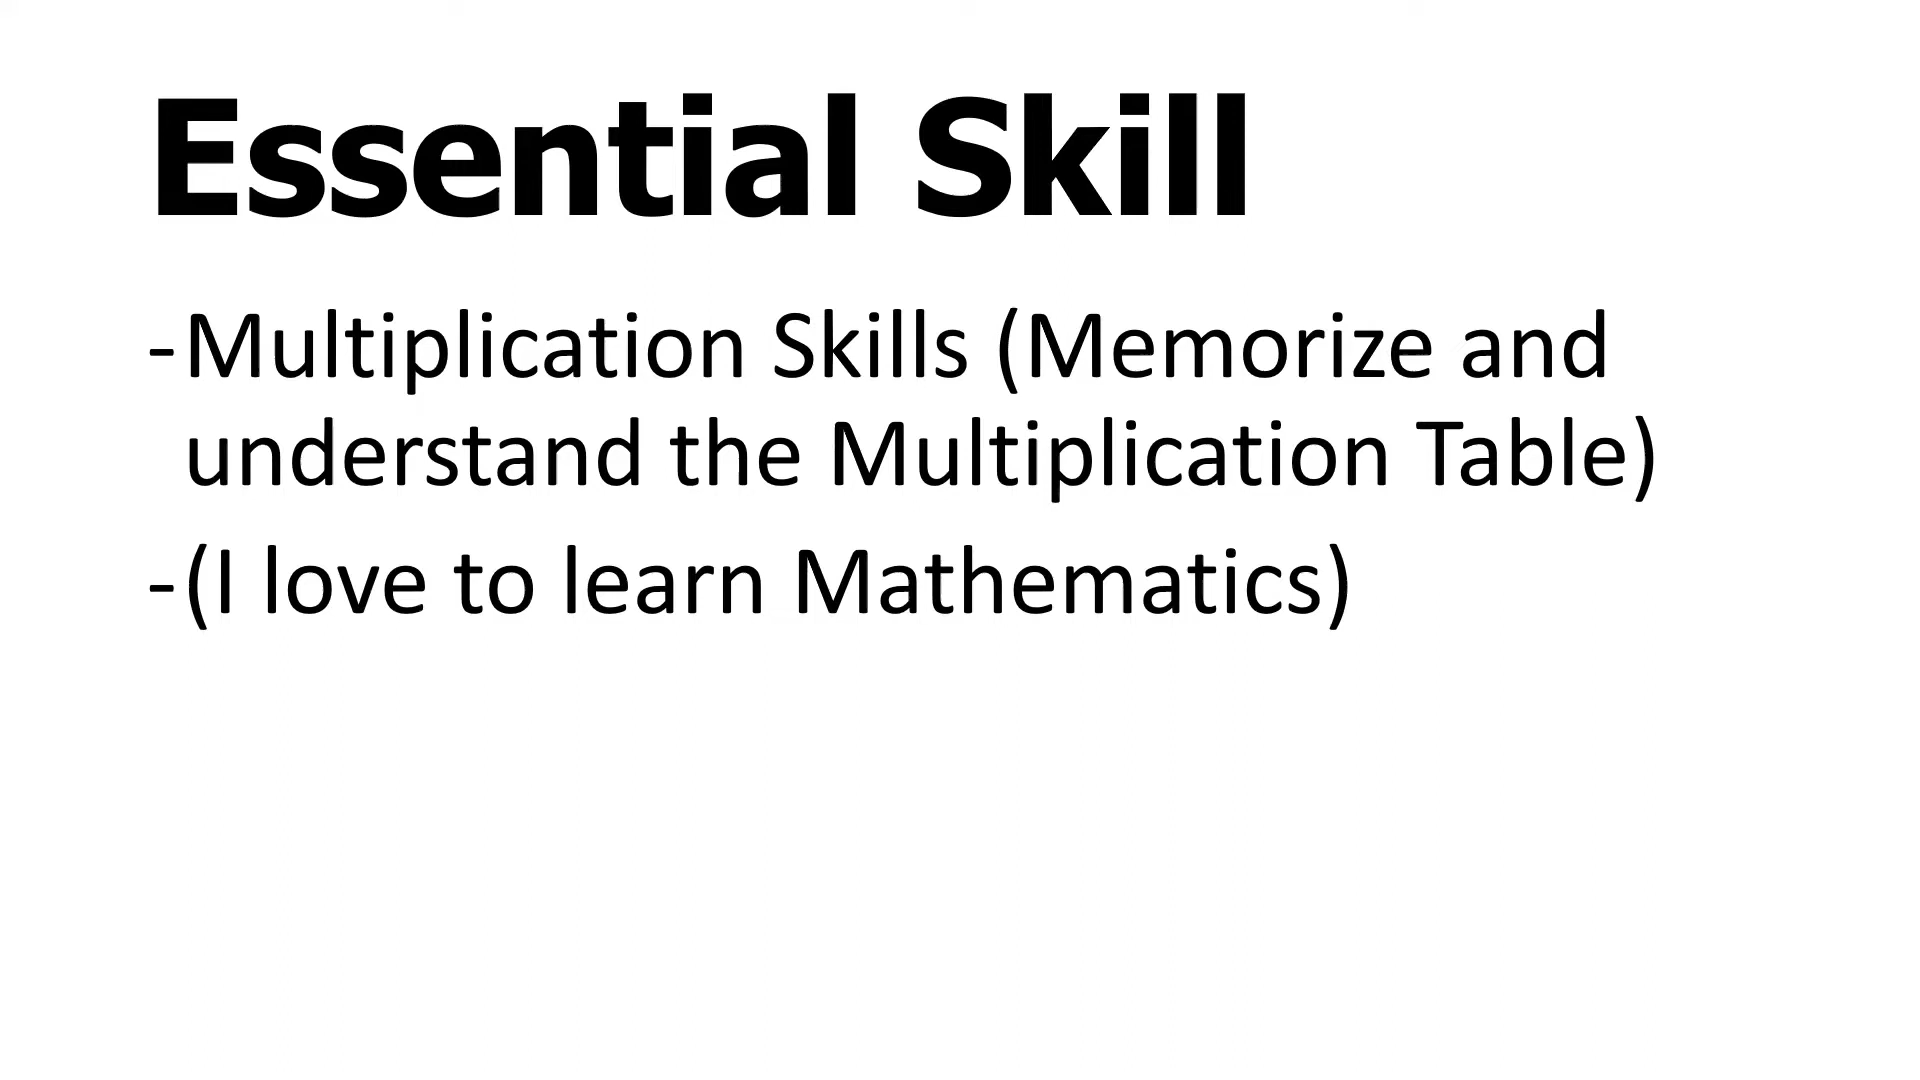 Essential Skill
-Multiplication Skills (Memorize and
understand the Multiplication Table)
-(I love to learn Mathematics)